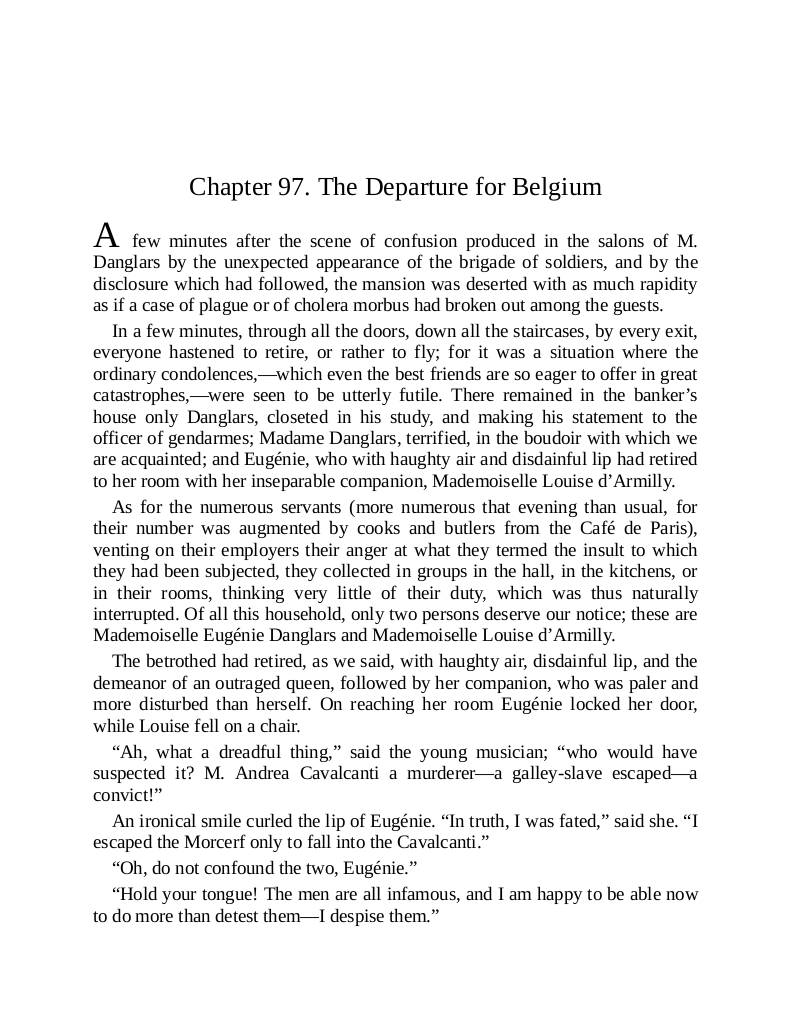 Chapter 97. The Departure for Belgium
A few minutes after the scene of confusion produced in the salons of M.
Danglars by the unexpected appearance of the brigade of soldiers, and by the
disclosure which had followed, the mansion was deserted with as much rapidity
as if a case of plague or of cholera morbus had broken out among the guests.
In a few minutes, through all the doors, down all the staircases, by every exit,
everyone hastened to retire, or rather to fly; for it was a situation where the
ordinary condolences,—which even the best friends are so eager to offer in great
catastrophes,—were seen to be utterly futile. There remained in the banker’s
house only Danglars, closeted in his study, and making his statement to the
officer of gendarmes; Madame Danglars, terrified, in the boudoir with which we
are acquainted; and Eugénie, who with haughty air and disdainful lip had retired
to her room with her inseparable companion, Mademoiselle Louise d’Armilly.
As for the numerous servants (more numerous that evening than usual, for
their number was augmented by cooks and butlers from the Café de Paris),
venting on their employers their anger at what they termed the insult to which
they had been subjected, they collected in groups in the hall, in the kitchens, or
in their rooms, thinking very little of their duty, which was thus naturally
interrupted. Of all this household, only two persons deserve our notice; these are
Mademoiselle Eugénie Danglars and Mademoiselle Louise d’Armilly.
The betrothed had retired, as we said, with haughty air, disdainful lip, and the
demeanor of an outraged queen, followed by her companion, who was paler and
more disturbed than herself. On reaching her room Eugénie locked her door,
while Louise fell on a chair.
“Ah, what a dreadful thing,” said the young musician; “who would have
suspected it? M. Andrea Cavalcanti a murderer—a galley-slave escaped—a
convict!”
An ironical smile curled the lip of Eugénie. “In truth, I was fated,” said she. “I
escaped the Morcerf only to fall into the Cavalcanti.”
“Oh, do not confound the two, Eugénie.”
“Hold your tongue! The men are all infamous, and I am happy to be able now
to do more than detest them—I despise them.”